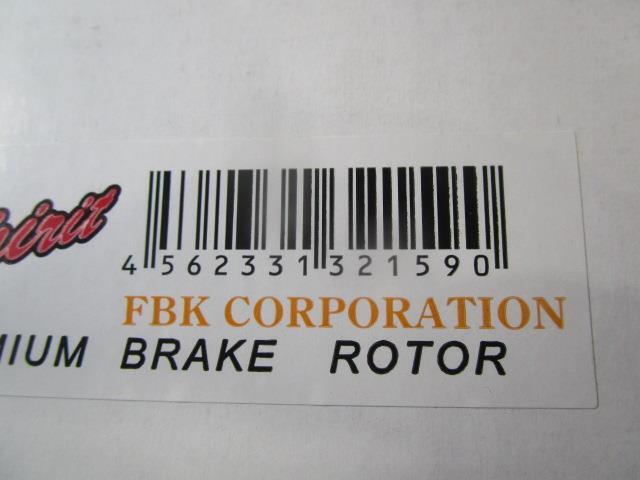 4 562331 321590
FBK CORPORATION
BRAKE ROTOR